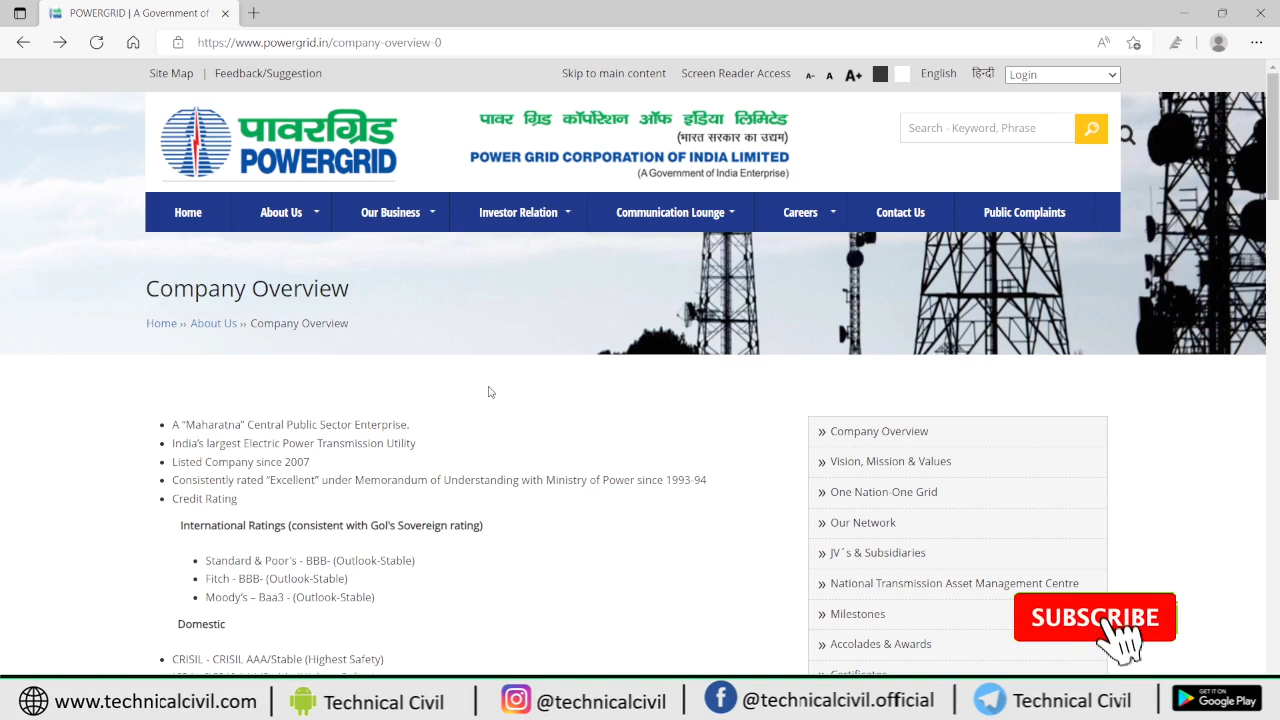 POWERGRID | A Government of
https://www.powergrid.in/company-overview-0
Site Map | Feedback/Suggestion
Skip to main content Screen Reader Access A- A A+ English हिन्दी Login
पावरग्रिड
POWERGRID
पावर ग्रिड कॉर्पोरेशन ऑफ इंडिया लिमिटेड
(भारत सरकार का उद्यम)
POWER GRID CORPORATION OF INDIA LIMITED
(A Government of India Enterprise)
Search - Keyword, Phrase
Home About Us Our Business Investor Relation Communication Lounge Careers Contact Us Public Complaints
Company Overview
Home ›› About Us ›› Company Overview
A “Maharatna” Central Public Sector Enterprise.
India’s largest Electric Power Transmission Utility
Listed Company since 2007
Consistently rated “Excellent” under Memorandum of Understanding with Ministry of Power since 1993-94
Credit Rating
International Ratings (consistent with GoI's Sovereign rating)
Standard & Poor's - BBB- (Outlook-Stable)
Fitch - BBB- (Outlook-Stable)
Moody’s – Baa3 - (Outlook-Stable)
Domestic
CRISIL - CRISIL AAA/Stable (Highest Safety)
» Company Overview
» Vision, Mission & Values
» One Nation-One Grid
» Our Network
» JV´s & Subsidiaries
» National Transmission Asset Management Centre
» Milestones
» Accolades & Awards
SUBSCRIBE
www.technicalcivil.com | Technical Civil | @technicalcivil | @technicalcivil.official | Technical Civil | GET IT ON Google Play